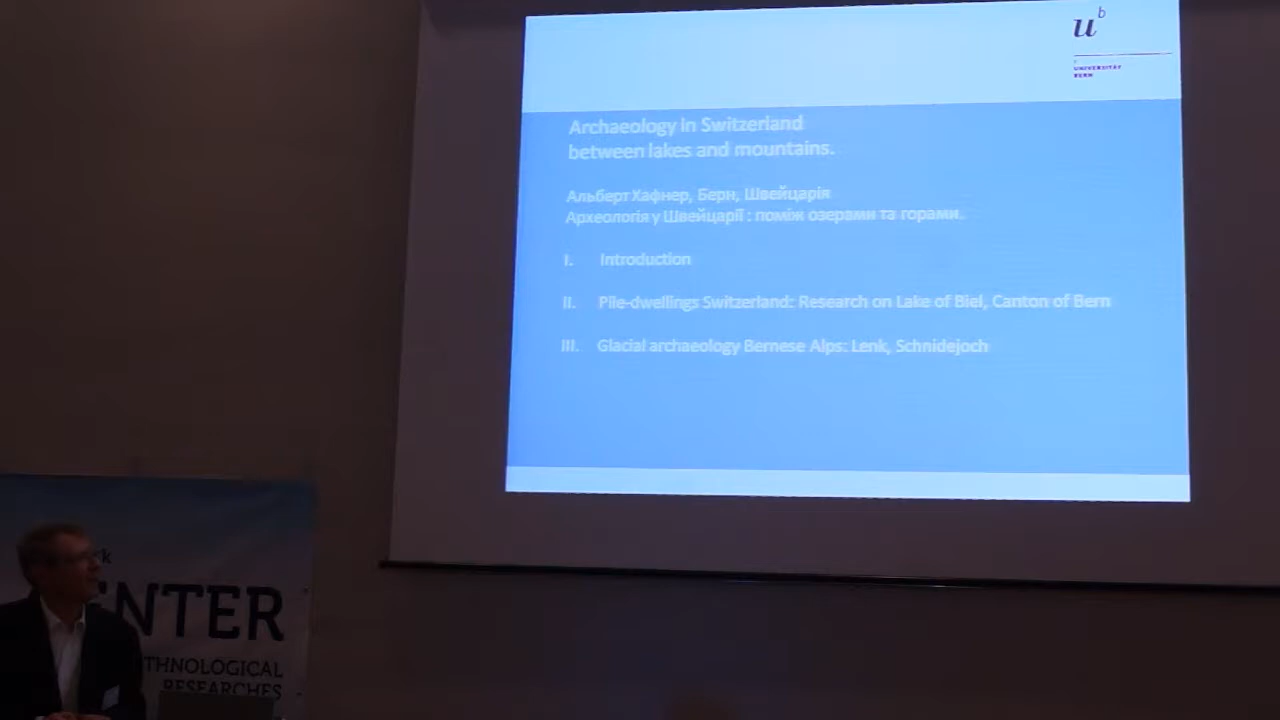 u b
UNIVERSITÄT
BERN
Archaeology in Switzerland
between lakes and mountains.
Альберт Хафнер, Берн, Швейцарія
Археологія у Швейцарії : поміж озерами та горами.
I. Introduction
II. Pile-dwellings Switzerland: Research on Lake of Biel, Canton of Bern
III. Glacial archaeology Bernese Alps: Lenk, Schnidejoch
ENTER
THNOLOGICAL
RESEARCHES